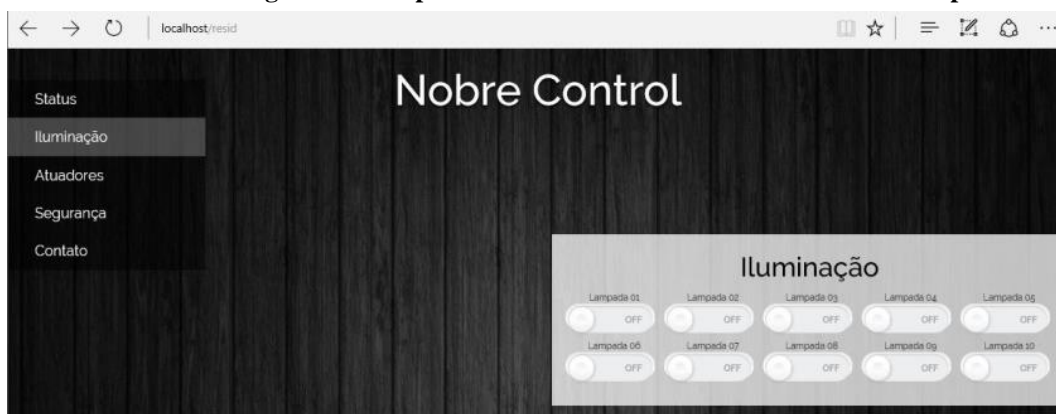 localhost/resid
Nobre Control
Status
Iluminação
Atuadores
Segurança
Contato
Iluminação
Lampada 01 Lampada 02 Lampada 03 Lampada 04 Lampada 05
OFF OFF OFF OFF OFF
Lampada 06 Lampada 07 Lampada 08 Lampada 09 Lampada 10
OFF OFF OFF OFF OFF